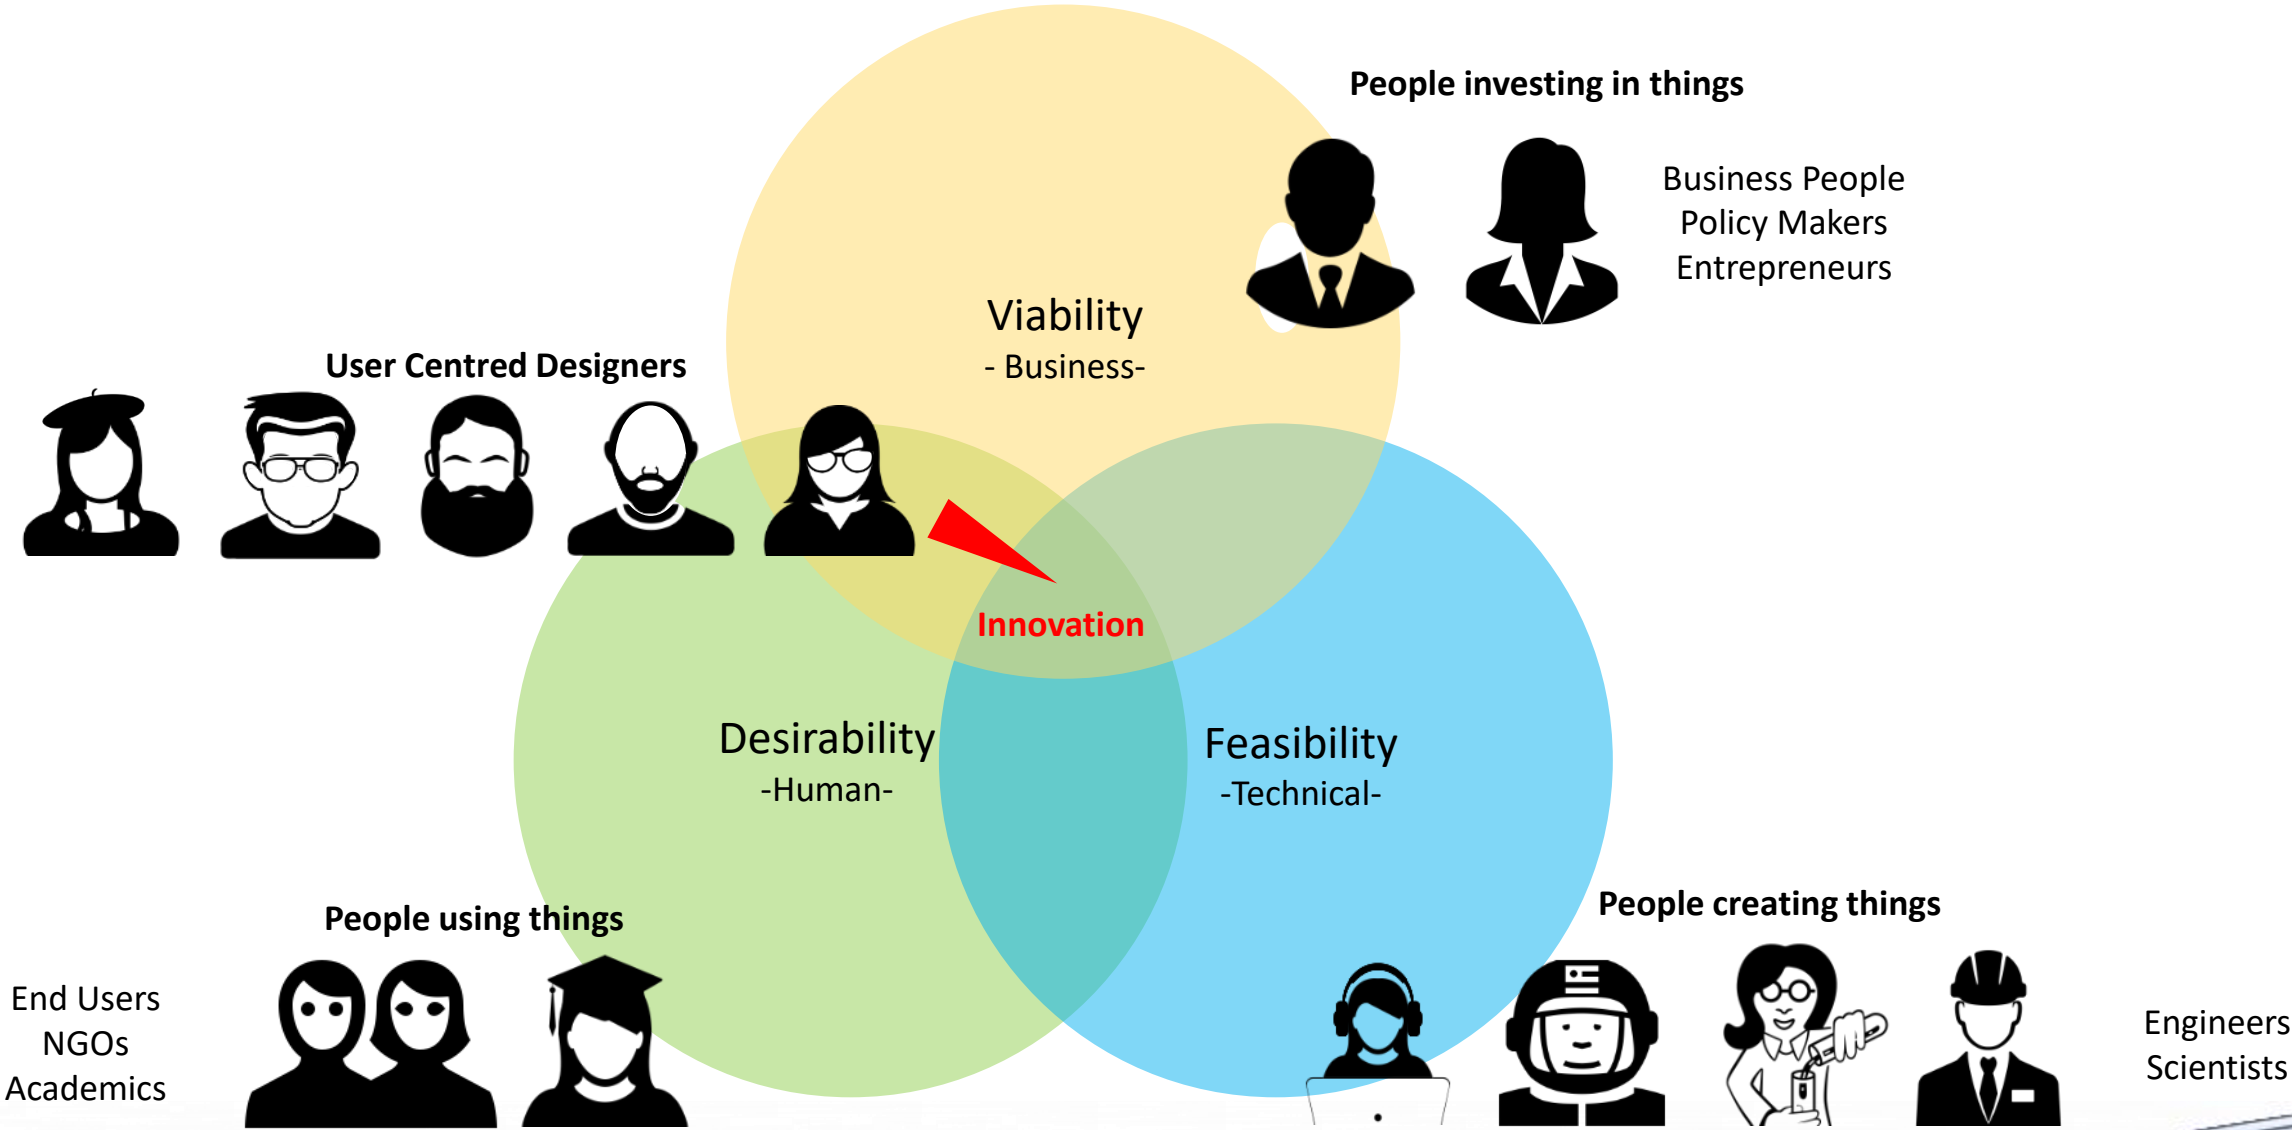 People investing in things
Business People
Policy Makers
Entrepreneurs
Viability
- Business-
User Centred Designers
Innovation
Desirability
-Human-
Feasibility
-Technical-
People using things
End Users
NGOs
Academics
People creating things
Engineers
Scientists